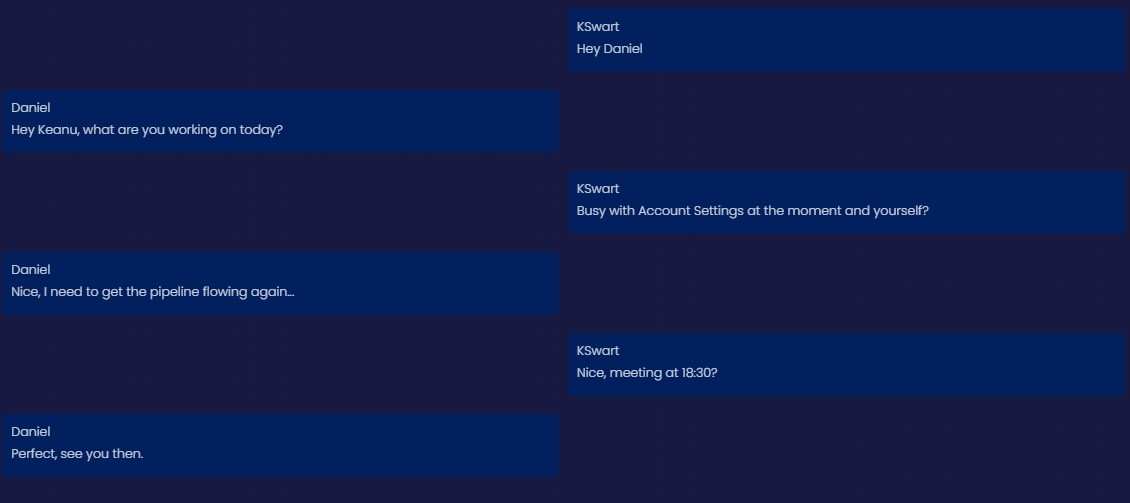 KSwart
Hey Daniel
Daniel
Hey Keanu, what are you working on today?
KSwart
Busy with Account Settings at the moment and yourself?
Daniel
Nice, I need to get the pipeline flowing again...
KSwart
Nice, meeting at 18:30?
Daniel
Perfect, see you then.